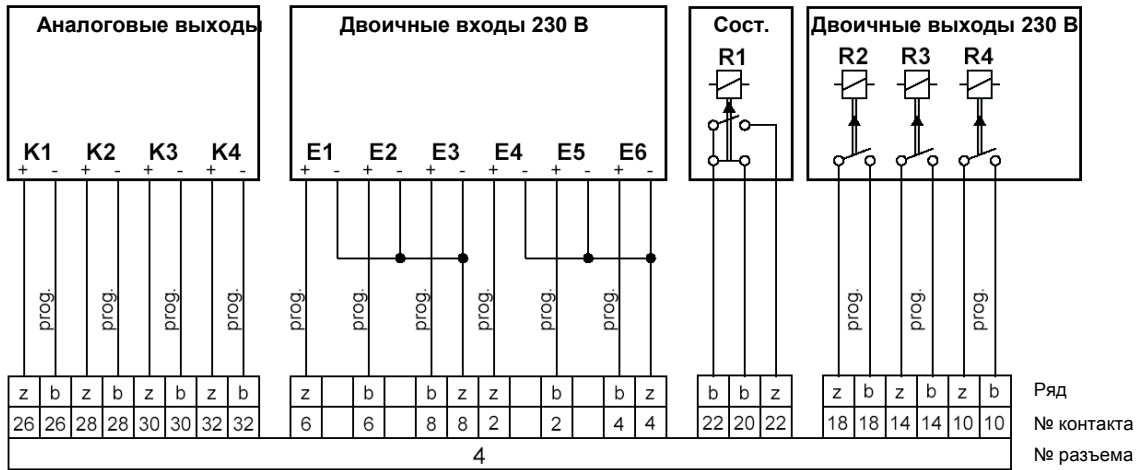 Аналоговые выходы
Двоичные входы 230 В
Сост.
Двоичные выходы 230 В
R1
R2 R3 R4
K1 K2 K3 K4
E1 E2 E3 E4 E5 E6
+ - + - + - + -
+ - + - + - + - + - + -
prog. prog. prog. prog. prog. prog. prog. prog. prog. prog. prog. prog. prog.
z b z b z b z b z b b z z b b z b b z z b z b z b Ряд
26 26 28 28 30 30 32 32 6 6 8 8 2 2 4 4 22 20 22 18 18 14 14 10 10 № контакта
4 № разъема